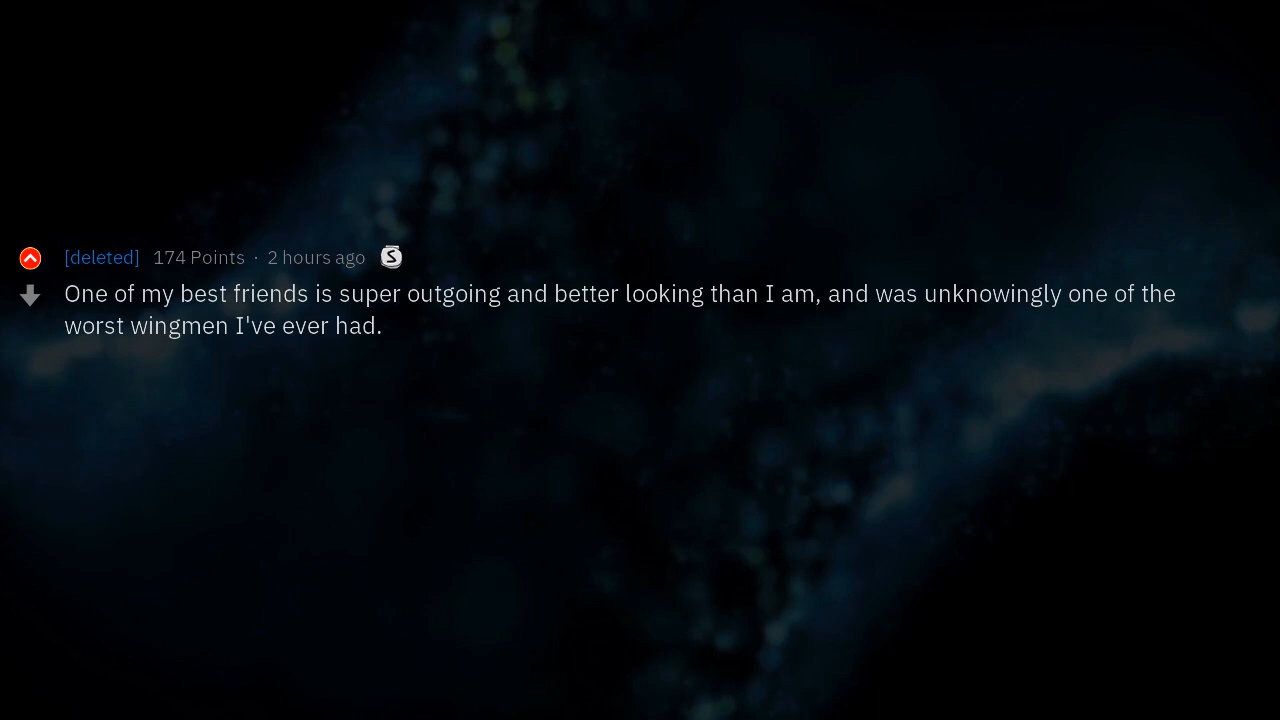 [deleted] 174 Points · 2 hours ago S
One of my best friends is super outgoing and better looking than I am, and was unknowingly one of the
worst wingmen I've ever had.